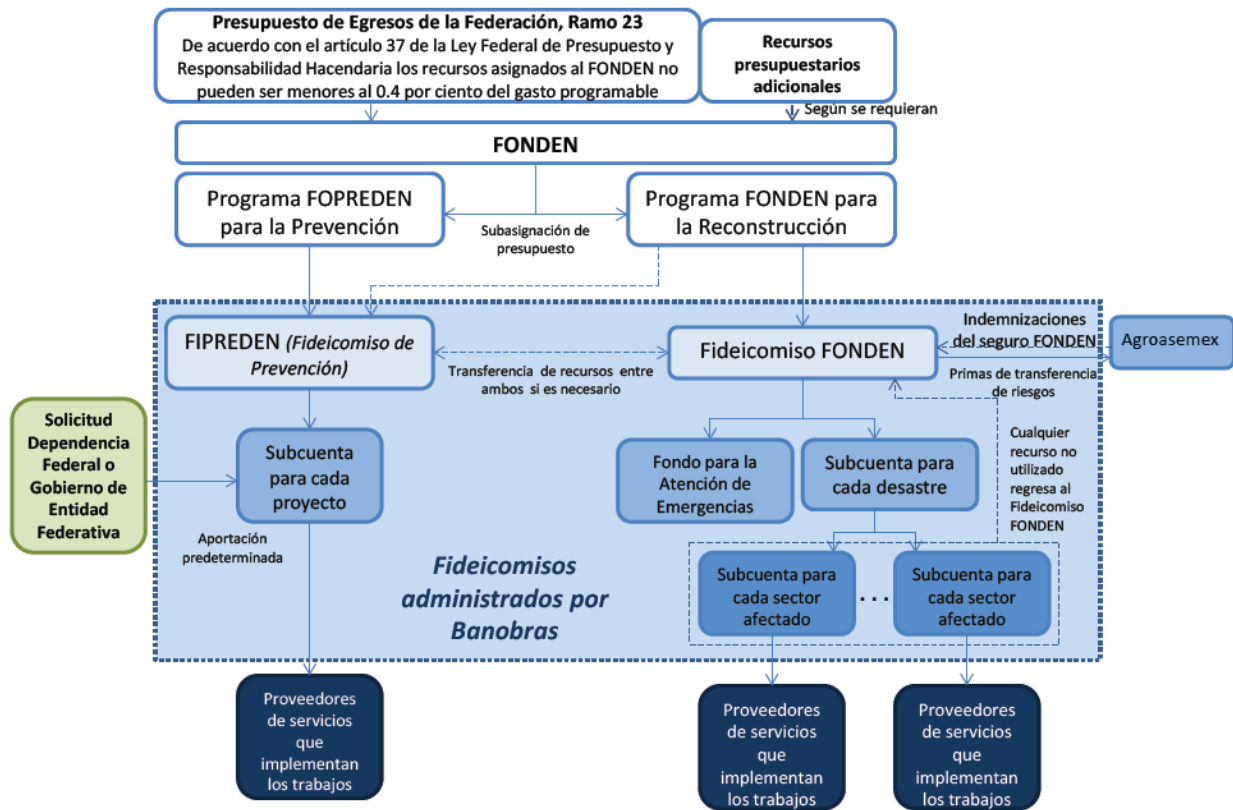 Presupuesto de Egresos de la Federación, Ramo 23
De acuerdo con el artículo 37 de la Ley Federal de Presupuesto y
Responsabilidad Hacendaria los recursos asignados al FONDEN no
pueden ser menores al 0.4 por ciento del gasto programable
Recursos
presupuestarios
adicionales
Según se requieran
FONDEN
Programa FOPREDEN
para la Prevención
Subasignación de
presupuesto
Programa FONDEN para
la Reconstrucción
FIPREDEN (Fideicomiso de
Prevención)
Transferencia de recursos entre
ambos si es necesario
Fideicomiso FONDEN
Indemnizaciones
del seguro FONDEN
Agroasemex
Primas de transferencia
de riesgos
Solicitud
Dependencia
Federal o
Gobierno de
Entidad
Federativa
Subcuenta
para cada
proyecto
Aportación
predeterminada
Fondo para la
Atención de
Emergencias
Subcuenta para
cada desastre
Cualquier
recurso no
utilizado
regresa al
Fideicomiso
FONDEN
Fideicomisos
administrados por
Banobras
Subcuenta para
cada sector
afectado
. . .
Subcuenta para
cada sector
afectado
Proveedores
de servicios
que
implementan
los trabajos
Proveedores
de servicios
que
implementan
los trabajos
Proveedores
de servicios
que
implementan
los trabajos